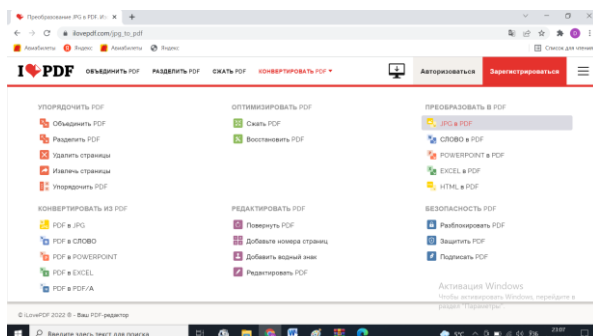 Преобразование JPG в PDF. Из
ilovepdf.com/jpg_to_pdf
Авиабилеты Яндекс Авиабилеты Яндекс
Список для чтения
I PDF ОБЪЕДИНИТЬ PDF РАЗДЕЛИТЬ PDF СЖАТЬ PDF КОНВЕРТИРОВАТЬ PDF Авторизоваться Зарегистрироваться
УПОРЯДОЧИТЬ PDF
Объединить PDF
Разделить PDF
Удалить страницы
Извлечь страницы
Упорядочить PDF
ОПТИМИЗИРОВАТЬ PDF
Сжать PDF
Восстановить PDF
ПРЕОБРАЗОВАТЬ В PDF
JPG в PDF
СЛОВО в PDF
POWERPOINT в PDF
EXCEL в PDF
HTML в PDF
КОНВЕРТИРОВАТЬ ИЗ PDF
PDF в JPG
PDF в СЛОВО
PDF в POWERPOINT
PDF в EXCEL
PDF в PDF/A
РЕДАКТИРОВАТЬ PDF
Повернуть PDF
Добавьте номера страниц
Добавить водный знак
Редактировать PDF
БЕЗОПАСНОСТЬ PDF
Разблокировать PDF
Защитить PDF
Подписать PDF
Активация Windows
Чтобы активировать Windows, перейдите в
раздел "Параметры".
© iLovePDF 2022 ® - Ваш PDF-редактор
Введите здесь текст для поиска
5°C
23:07